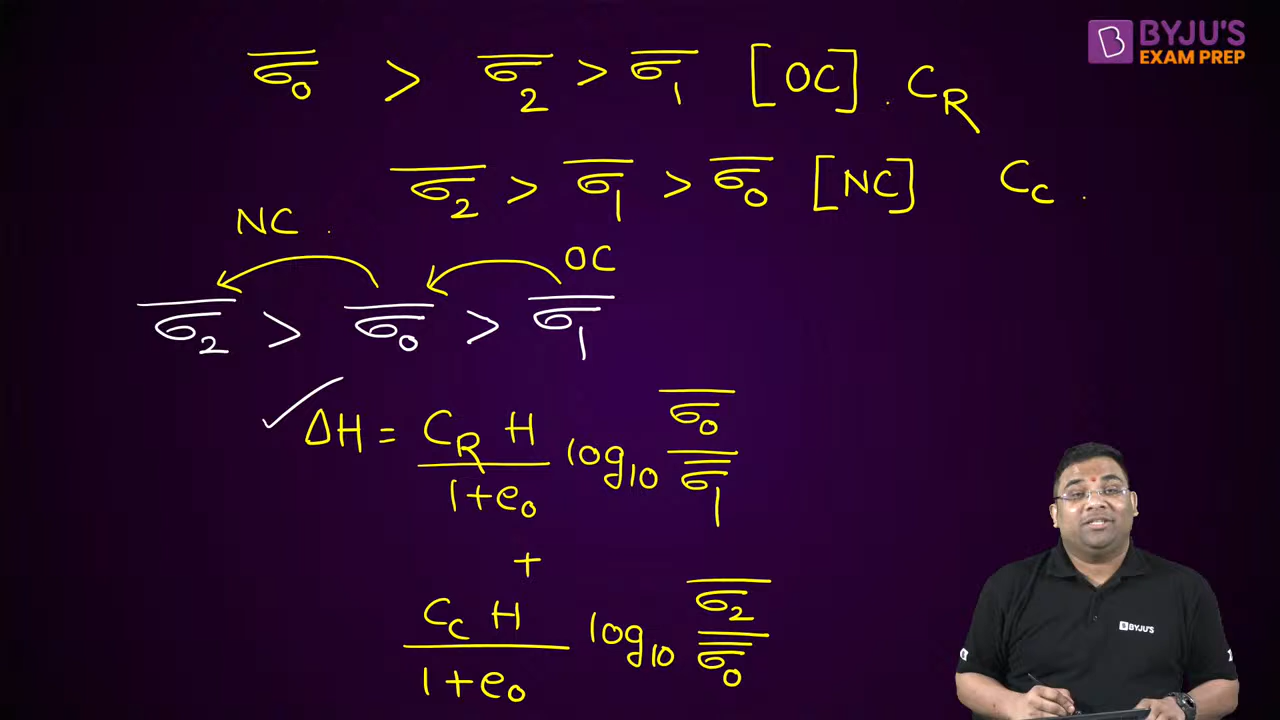 BYJU'S
EXAM PREP
σ̅₀ > σ̅₂ > σ̅₁ [OC]. C_R
σ̅₂ > σ̅₁ > σ̅₀ [NC] C_c.
NC.
OC
σ̅₂ > σ̅₀ > σ̅₁
✓ ΔH = C_R H / 1+e₀ log₁₀ σ̅₀ / σ̅₁
+
C_c H / 1+e₀ log₁₀ σ̅₂ / σ̅₀
BYJU'S